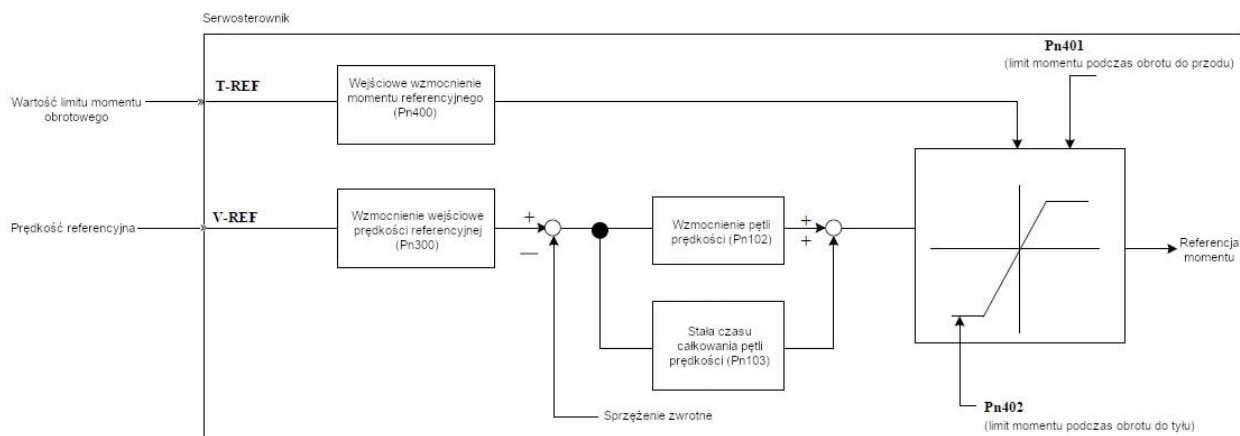 Serwosterownik
Pn401
(limit momentu podczas obrotu do przodu)
T-REF
Wartość limitu momentu
obrotowego
Wejściowe wzmocnienie
momentu referencyjnego
(Pn400)
V-REF
Prędkość referencyjna
Wzmocnienie wejściowe
prędkości referencyjnej
(Pn300)
+
—
Wzmocnienie pętli
prędkości (Pn102)
+
+
Referencja
momentu
Stała czasu
całkowania pętli
prędkości (Pn103)
Sprzężenie zwrotne
Pn402
(limit momentu podczas obrotu do tyłu)